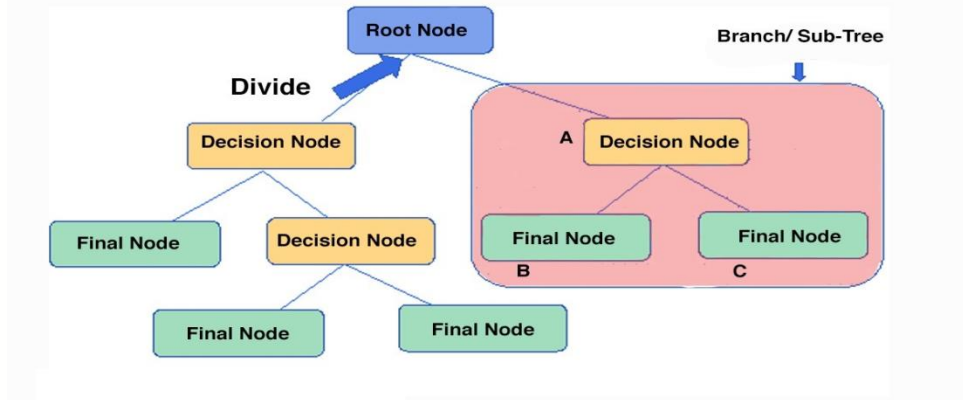 Root Node
Branch/ Sub-Tree
Divide
Decision Node
A
Decision Node
Final Node
Decision Node
Final Node
Final Node
B
C
Final Node
Final Node